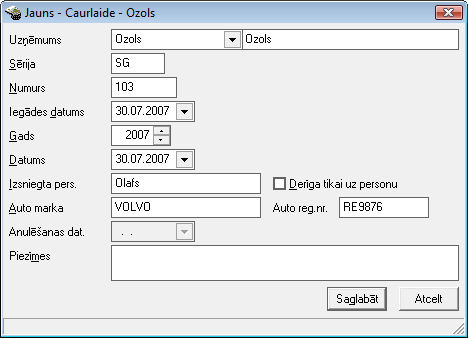 Jauns - Caurlaide - Ozols
Uzņēmums Ozols Ozols
Sērija SG
Numurs 103
Iegādes datums 30.07.2007
Gads 2007
Datums 30.07.2007
Izsniegta pers. Olafs Derīga tikai uz personu
Auto marka VOLVO Auto reg.nr. RE9876
Anulēšanas dat. . .
Piezīmes
Saglabāt Atcelt